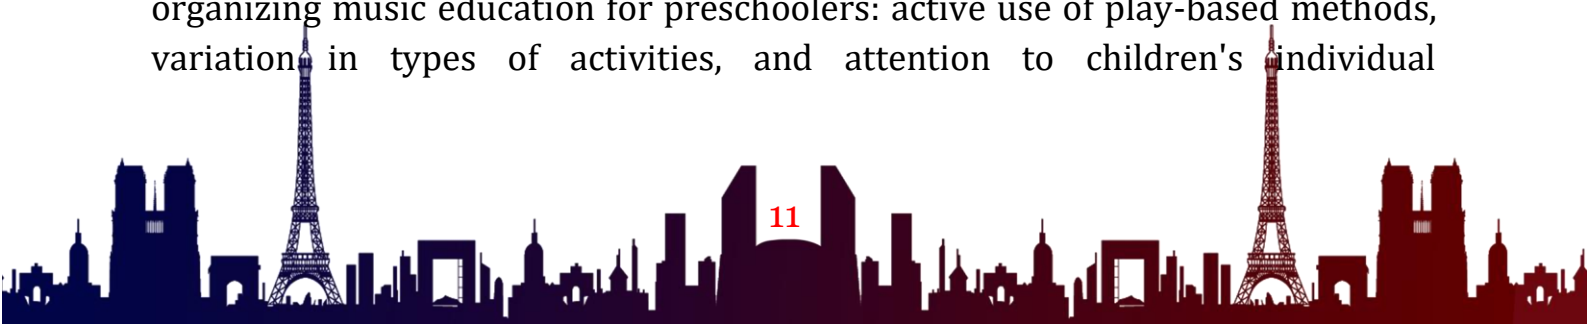 organizing music education for preschoolers: active use of play-based methods,
variation in types of activities, and attention to children's individual
11